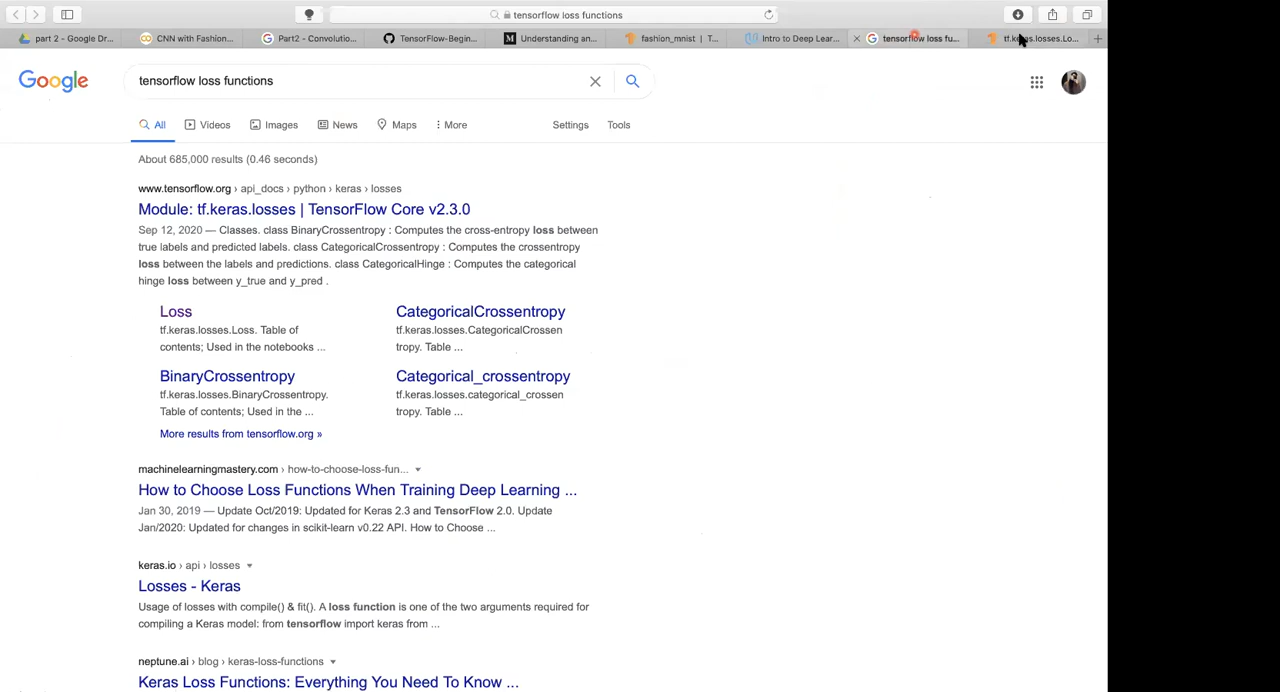 tensorflow loss functions
part 2 - Google Dr...
CNN with Fashion...
Part2 - Convolutio...
TensorFlow-Begin...
Understanding an...
fashion_mnist | T...
Intro to Deep Lear...
tensorflow loss fu...
tf.keras.losses.Lo...
Google
tensorflow loss functions
All Videos Images News Maps More Settings Tools
About 685,000 results (0.46 seconds)
www.tensorflow.org › api_docs › python › keras › losses
Module: tf.keras.losses | TensorFlow Core v2.3.0
Sep 12, 2020 — Classes. class BinaryCrossentropy : Computes the cross-entropy loss between
true labels and predicted labels. class CategoricalCrossentropy : Computes the crossentropy
loss between the labels and predictions. class CategoricalHinge : Computes the categorical
hinge loss between y_true and y_pred .
Loss
tf.keras.losses.Loss. Table of
contents; Used in the notebooks ...
CategoricalCrossentropy
tf.keras.losses.CategoricalCrossen
tropy. Table ...
BinaryCrossentropy
tf.keras.losses.BinaryCrossentropy.
Table of contents; Used in the ...
Categorical_crossentropy
tf.keras.losses.categorical_crossen
tropy. Table ...
More results from tensorflow.org »
machinelearningmastery.com › how-to-choose-loss-fun...
How to Choose Loss Functions When Training Deep Learning ...
Jan 30, 2019 — Update Oct/2019: Updated for Keras 2.3 and TensorFlow 2.0. Update
Jan/2020: Updated for changes in scikit-learn v0.22 API. How to Choose ...
keras.io › api › losses
Losses - Keras
Usage of losses with compile() & fit(). A loss function is one of the two arguments required for
compiling a Keras model: from tensorflow import keras from ...
neptune.ai › blog › keras-loss-functions
Keras Loss Functions: Everything You Need To Know ...